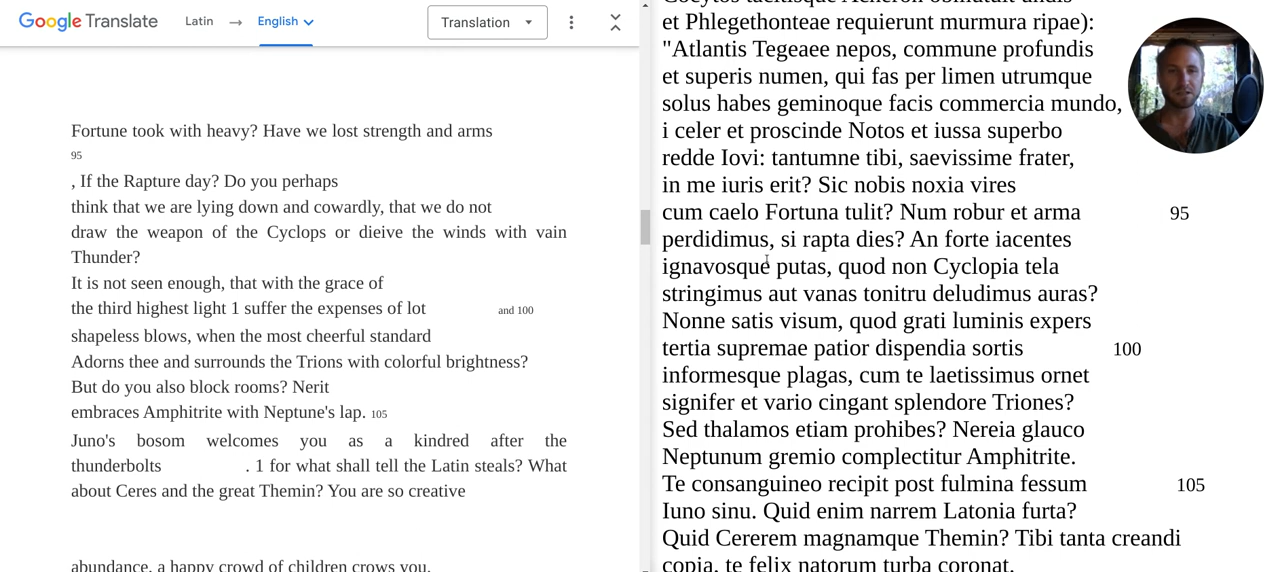 Google Translate
Latin → English
Translation
Fortune took with heavy? Have we lost strength and arms
95
, If the Rapture day? Do you perhaps
think that we are lying down and cowardly, that we do not
draw the weapon of the Cyclops or dieive the winds with vain
Thunder?
It is not seen enough, that with the grace of
the third highest light 1 suffer the expenses of lot and 100
shapeless blows, when the most cheerful standard
Adorns thee and surrounds the Trions with colorful brightness?
But do you also block rooms? Nerit
embraces Amphitrite with Neptune's lap. 105
Juno's bosom welcomes you as a kindred after the
thunderbolts . 1 for what shall tell the Latin steals? What
about Ceres and the great Themin? You are so creative
abundance, a happy crowd of children crows you.
Cocytos tacitisque Acheron obmutuit undis
et Phlegethonteae requierunt murmura ripae):
"Atlantis Tegeaee nepos, commune profundis
et superis numen, qui fas per limen utrumque
solus habes geminoque facis commercia mundo,
i celer et proscinde Notos et iussa superbo
redde Iovi: tantumne tibi, saevissime frater,
in me iuris erit? Sic nobis noxia vires
cum caelo Fortuna tulit? Num robur et arma 95
perdidimus, si rapta dies? An forte iacentes
ignavosque putas, quod non Cyclopia tela
stringimus aut vanas tonitru deludimus auras?
Nonne satis visum, quod grati luminis expers
tertia supremae patior dispendia sortis 100
informesque plagas, cum te laetissimus ornet
signifer et vario cingant splendore Triones?
Sed thalamos etiam prohibes? Nereia glauco
Neptunum gremio complectitur Amphitrite.
Te consanguineo recipit post fulmina fessum 105
Iuno sinu. Quid enim narrem Latonia furta?
Quid Cererem magnamque Themin? Tibi tanta creandi
copia, te felix natorum turba coronat.